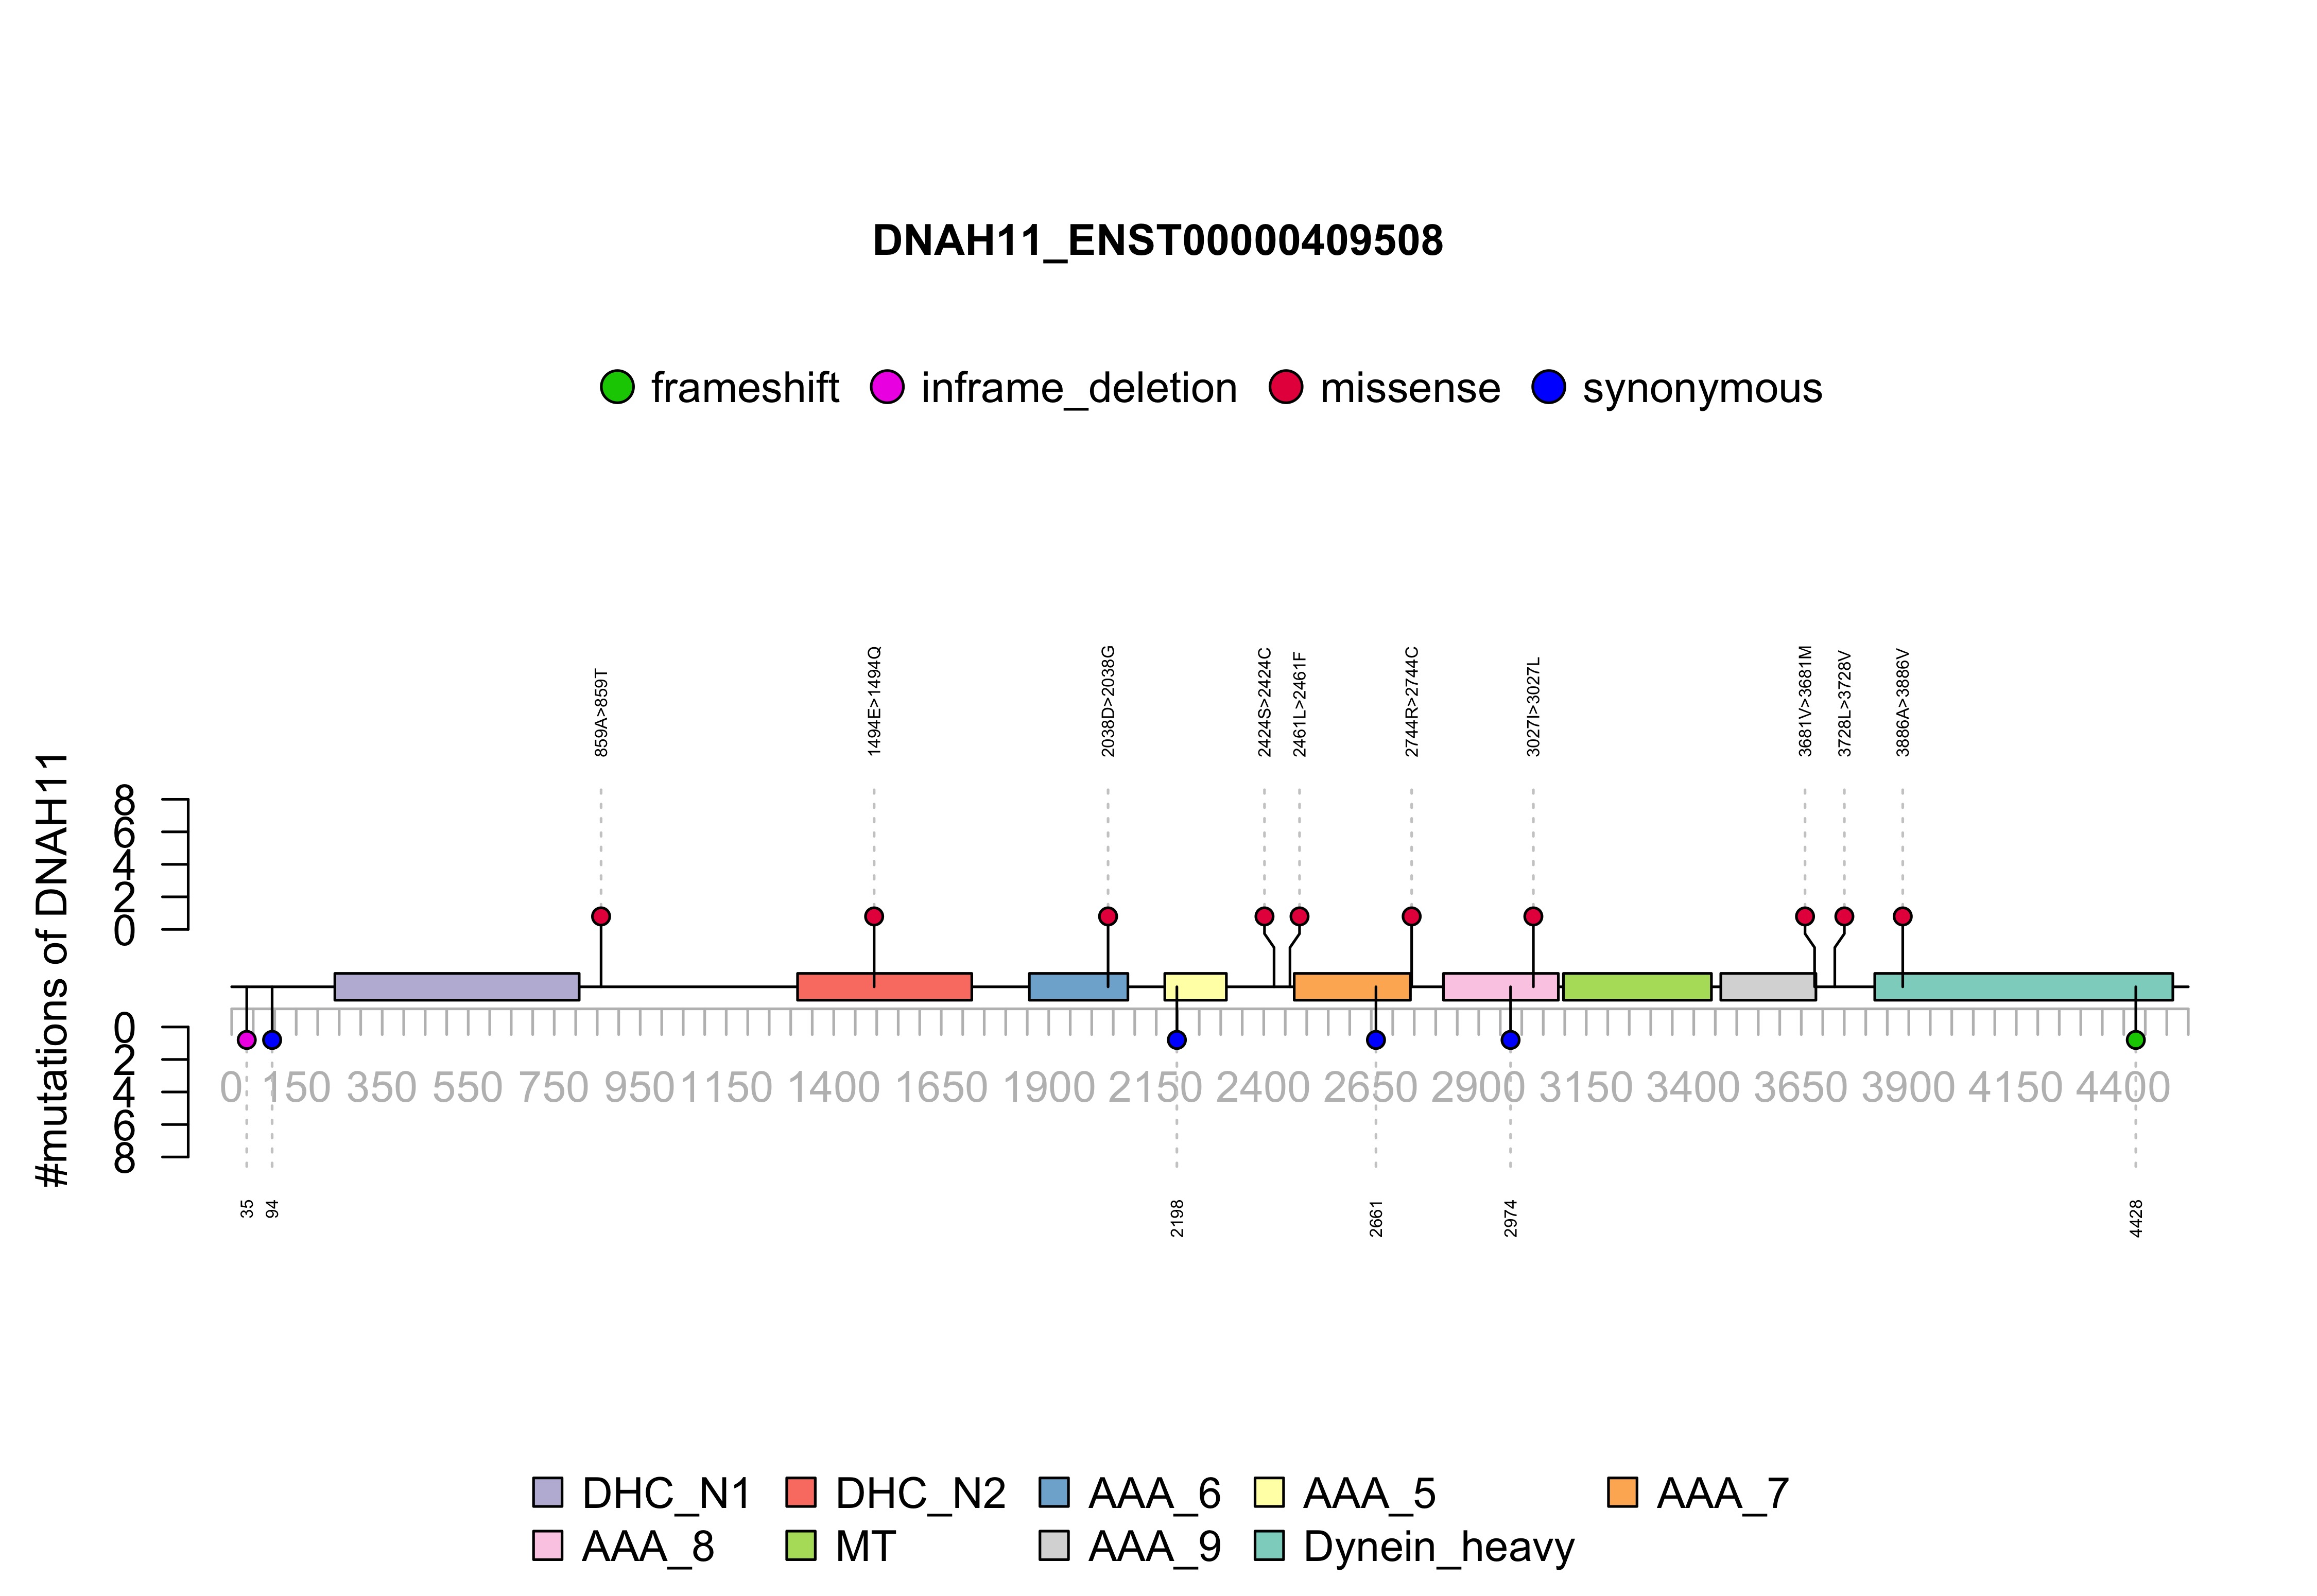 DNAH11_ENST00000409508
frameshift inframe_deletion missense synonymous
859A>859T 1494E>1494Q 2038D>2038G 2424S>2424C 2461L>2461F 2744R>2744C 3027I>3027L 3681V>3681M 3728L>3728V 3886A>3886V
#mutations of DNAH11
8
6
4
2
0
0
2
4
6
8
0 150 350 550 750 950 1150 1400 1650 1900 2150 2400 2650 2900 3150 3400 3650 3900 4150 4400
35 94 2198 2661 2974 4428
DHC_N1 DHC_N2 AAA_6 AAA_5 AAA_7
AAA_8 MT AAA_9 Dynein_heavy